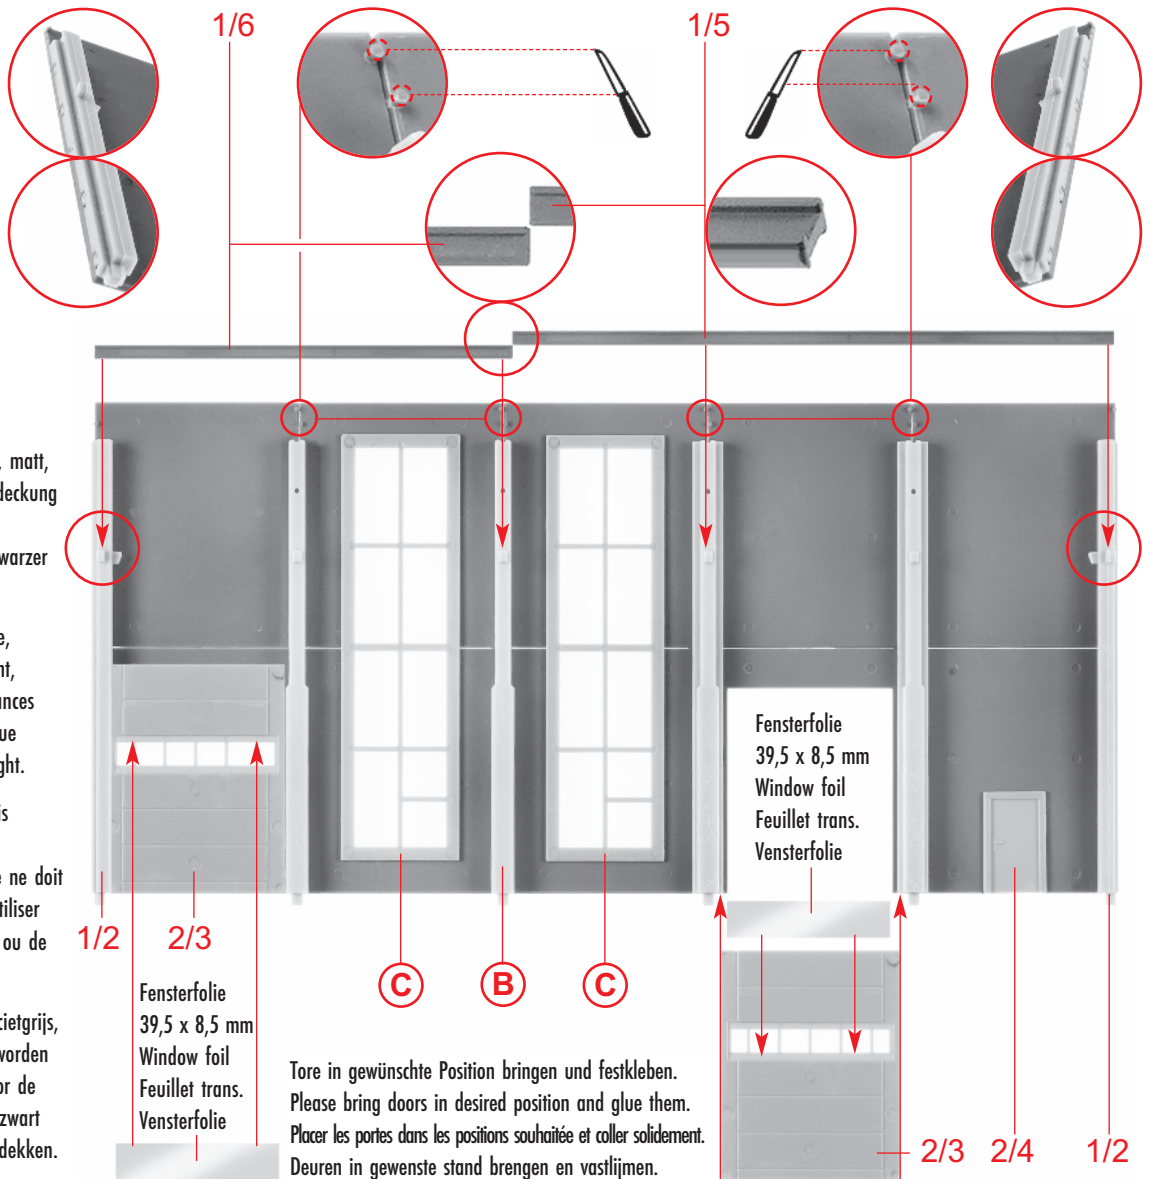 1/6
1/5
, matt,
deckung
warzer
e,
nt,
ances
ue
ght.
is
e ne doit
tiliser
ou de
cietgrijs,
worden
or de
zwart
dekken.
1/2
2/3
C
B
C
Fensterfolie
39,5 x 8,5 mm
Window foil
Feuillet trans.
Vensterfolie
Fensterfolie
39,5 x 8,5 mm
Window foil
Feuillet trans.
Vensterfolie
Tore in gewünschte Position bringen und festkleben.
Please bring doors in desired position and glue them.
Placer les portes dans les positions souhaitée et coller solidement.
Deuren in gewenste stand brengen en vastlijmen.
2/3
2/4
1/2